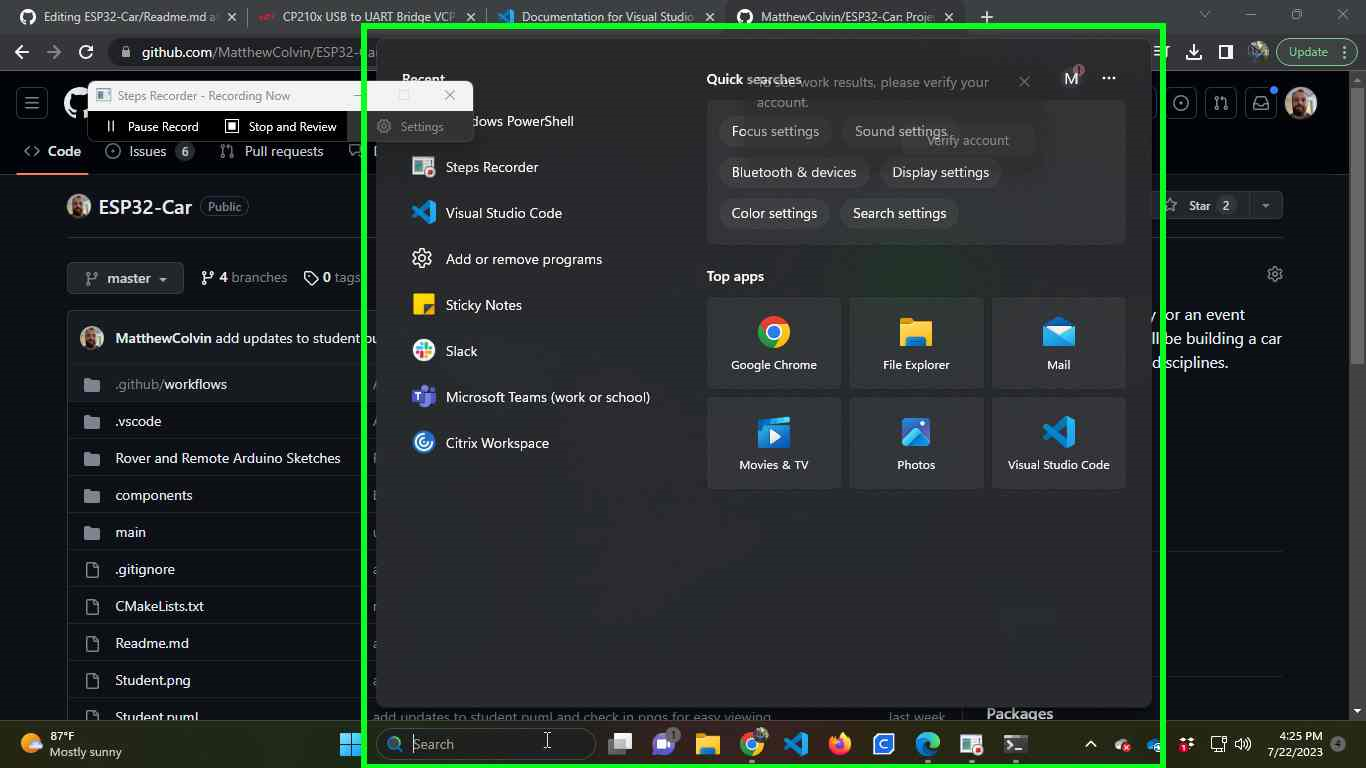 Editing ESP32-Car/Readme.md a
CP210x USB to UART Bridge VCP
Documentation for Visual Studio
MatthewColvin/ESP32-Car: Proje
github.com/MatthewColvin/ESP32-Ca
Update
Steps Recorder - Recording Now
Pause Record
Stop and Review
Settings
Code
Issues 6
Pull requests
ESP32-Car
Public
Star 2
master
4 branches
0 tags
MatthewColvin add updates to student
.github/workflows
.vscode
Rover and Remote Arduino Sketches
components
main
.gitignore
CMakeLists.txt
Readme.md
Student.png
Student.puml
add updates to student puml and check in pngs for easy viewing
last week
Recent
dows PowerShell
Steps Recorder
Visual Studio Code
Add or remove programs
Sticky Notes
Slack
Microsoft Teams (work or school)
Citrix Workspace
Quick searches
To see work results, please verify your
account.
Verify account
M
Focus settings
Sound settings
Bluetooth & devices
Display settings
Color settings
Search settings
Top apps
Google Chrome
File Explorer
Mail
Movies & TV
Photos
Visual Studio Code
y for an event
ll be building a car
disciplines.
Packages
87°F
Mostly sunny
Search
1
4:25 PM
7/22/2023
4